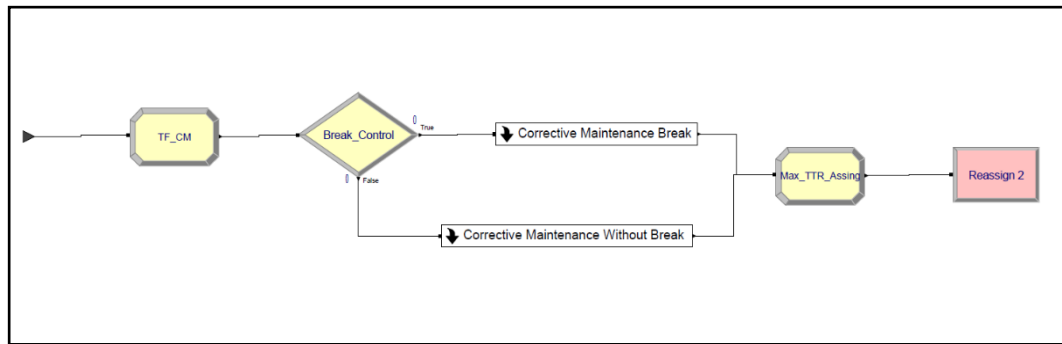 TF_CM
Break_Control
0
True
Corrective Maintenance Break
0
False
Corrective Maintenance Without Break
Max_TTR_Assing
Reassign 2